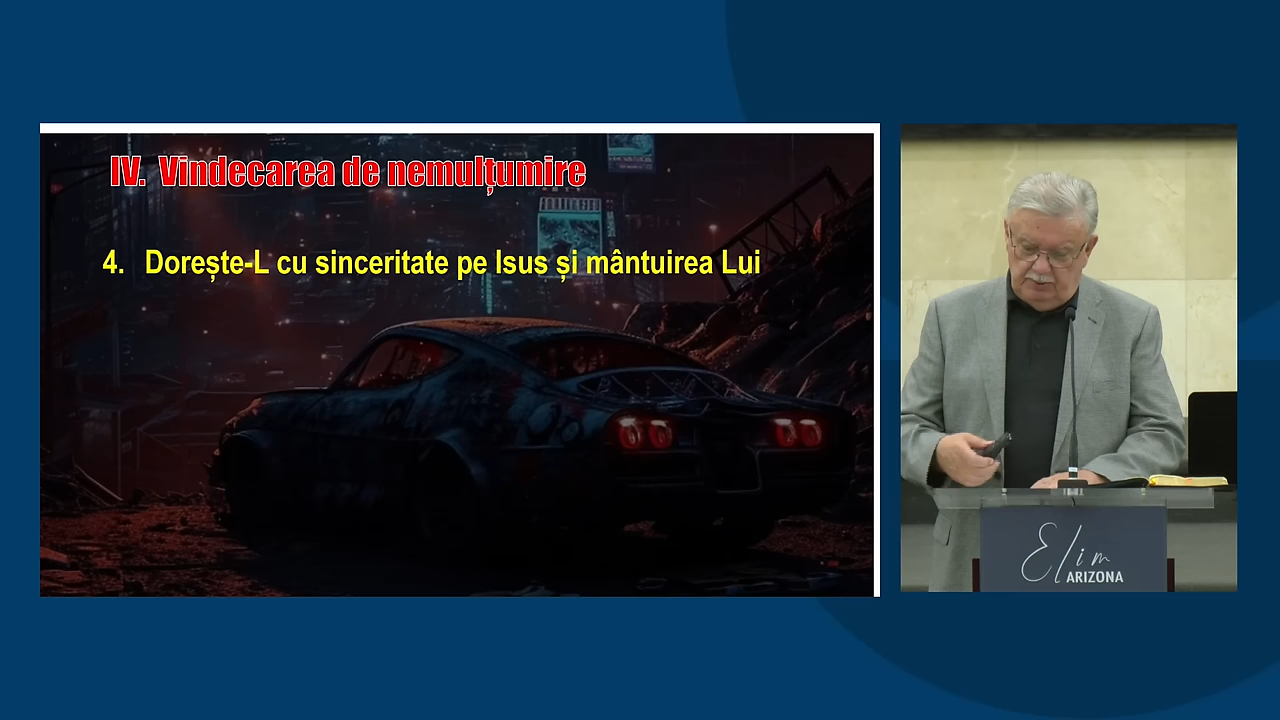 IV. Vindecarea de nemulțumire
4. Dorește-L cu sinceritate pe Isus și mântuirea Lui
Elim
ARIZONA